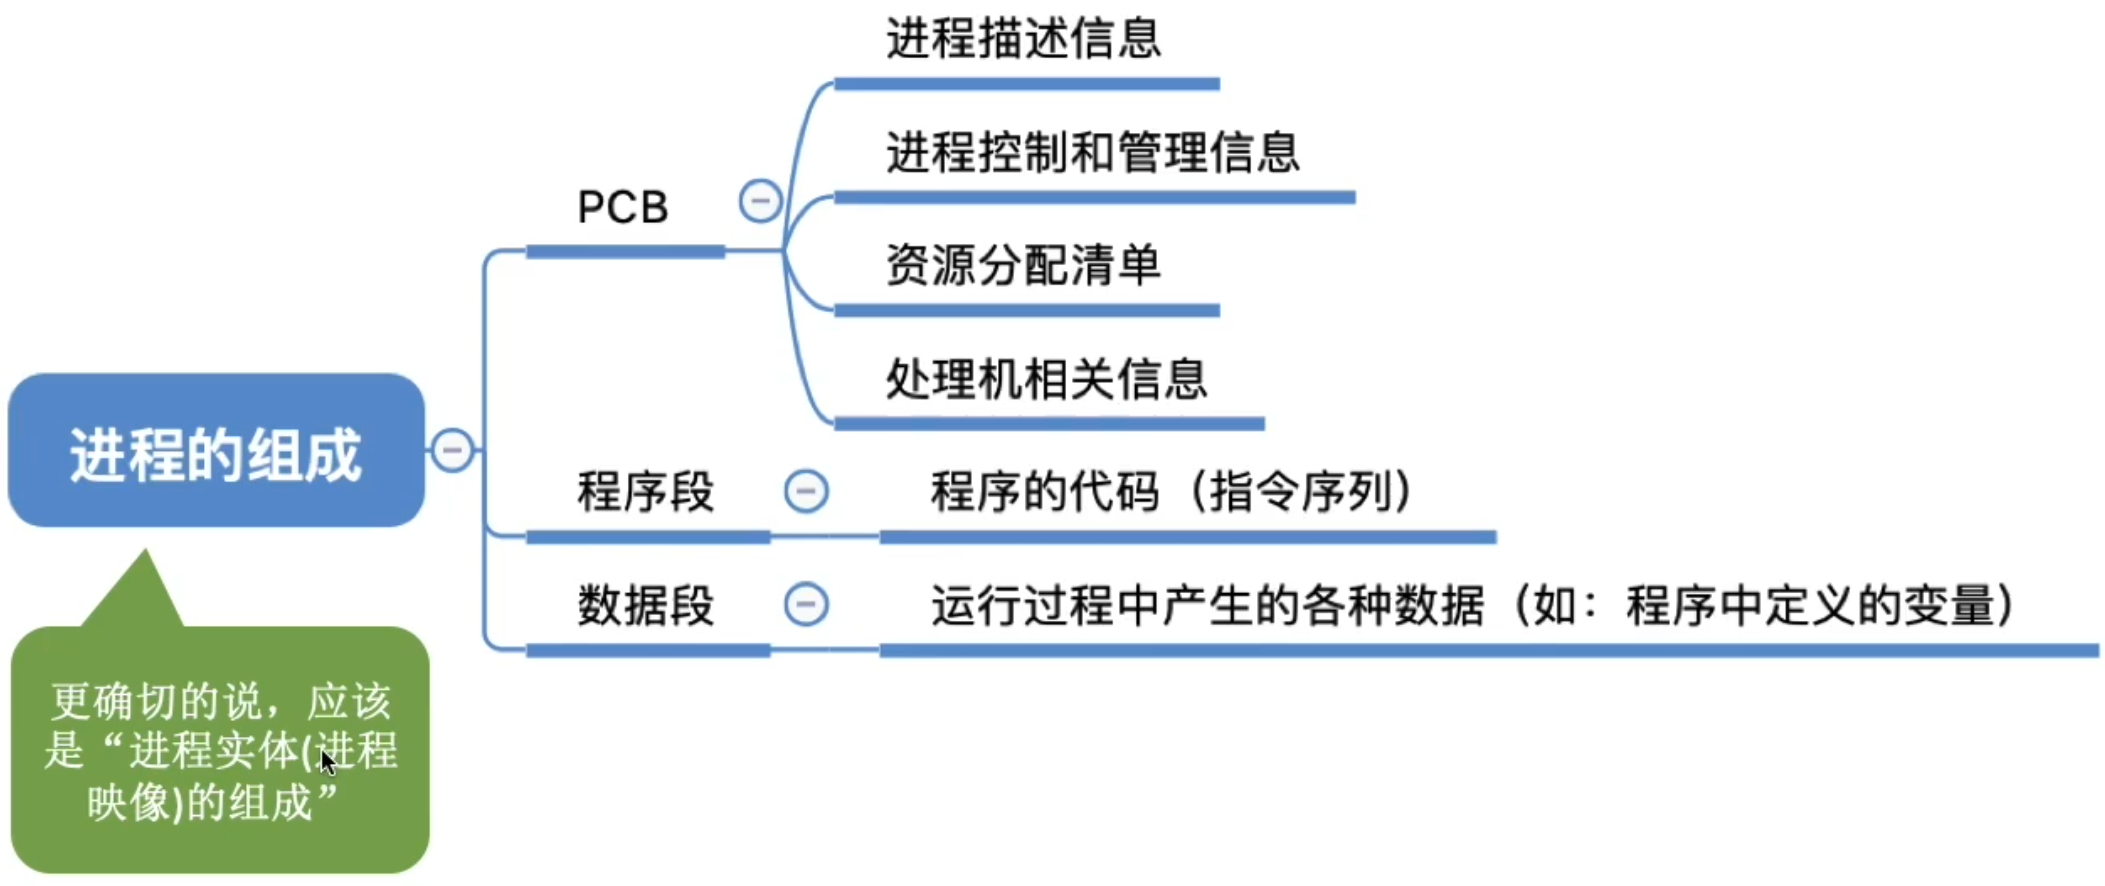 进程描述信息
进程控制和管理信息
PCB
资源分配清单
处理机相关信息
进程的组成
程序段
程序的代码（指令序列）
数据段
运行过程中产生的各种数据（如：程序中定义的变量）
更确切的说，应该
是“进程实体(进程
映像)的组成”